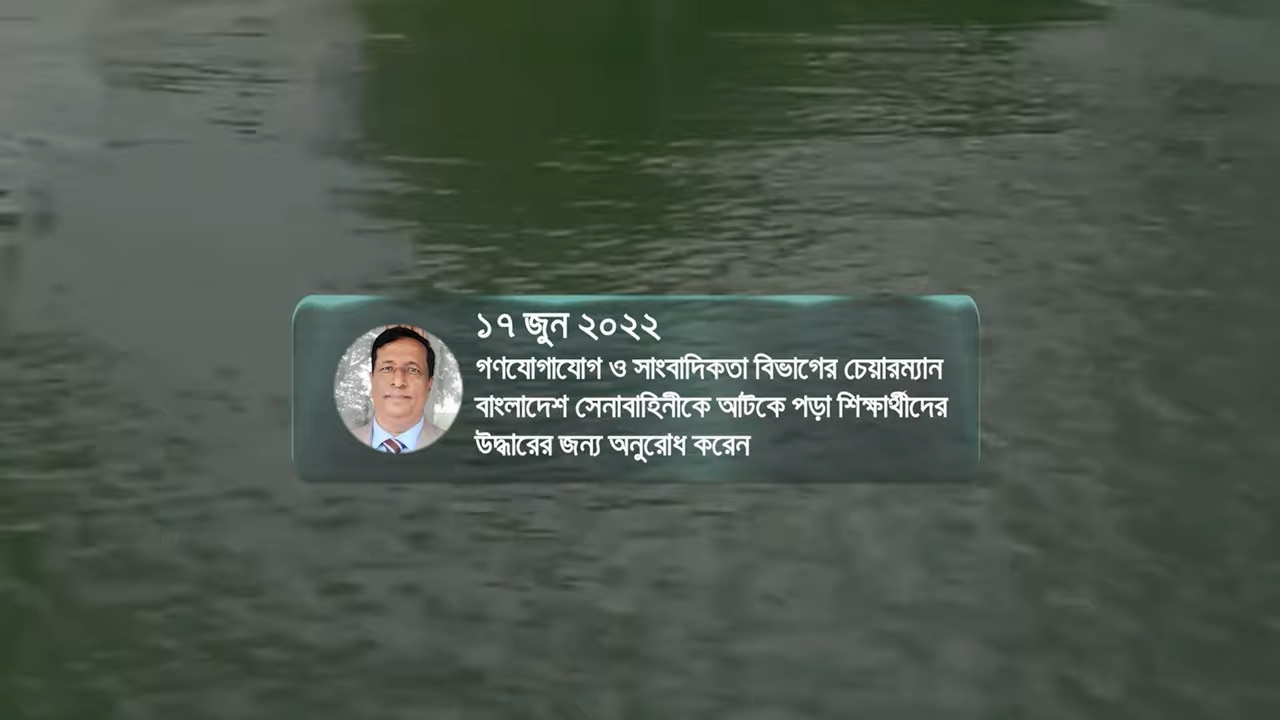 ১৭ জুন ২০২২
গণযোগাযোগ ও সাংবাদিকতা বিভাগের চেয়ারম্যান
বাংলাদেশ সেনাবাহিনীকে আটকে পড়া শিক্ষার্থীদের
উদ্ধারের জন্য অনুরোধ করেন